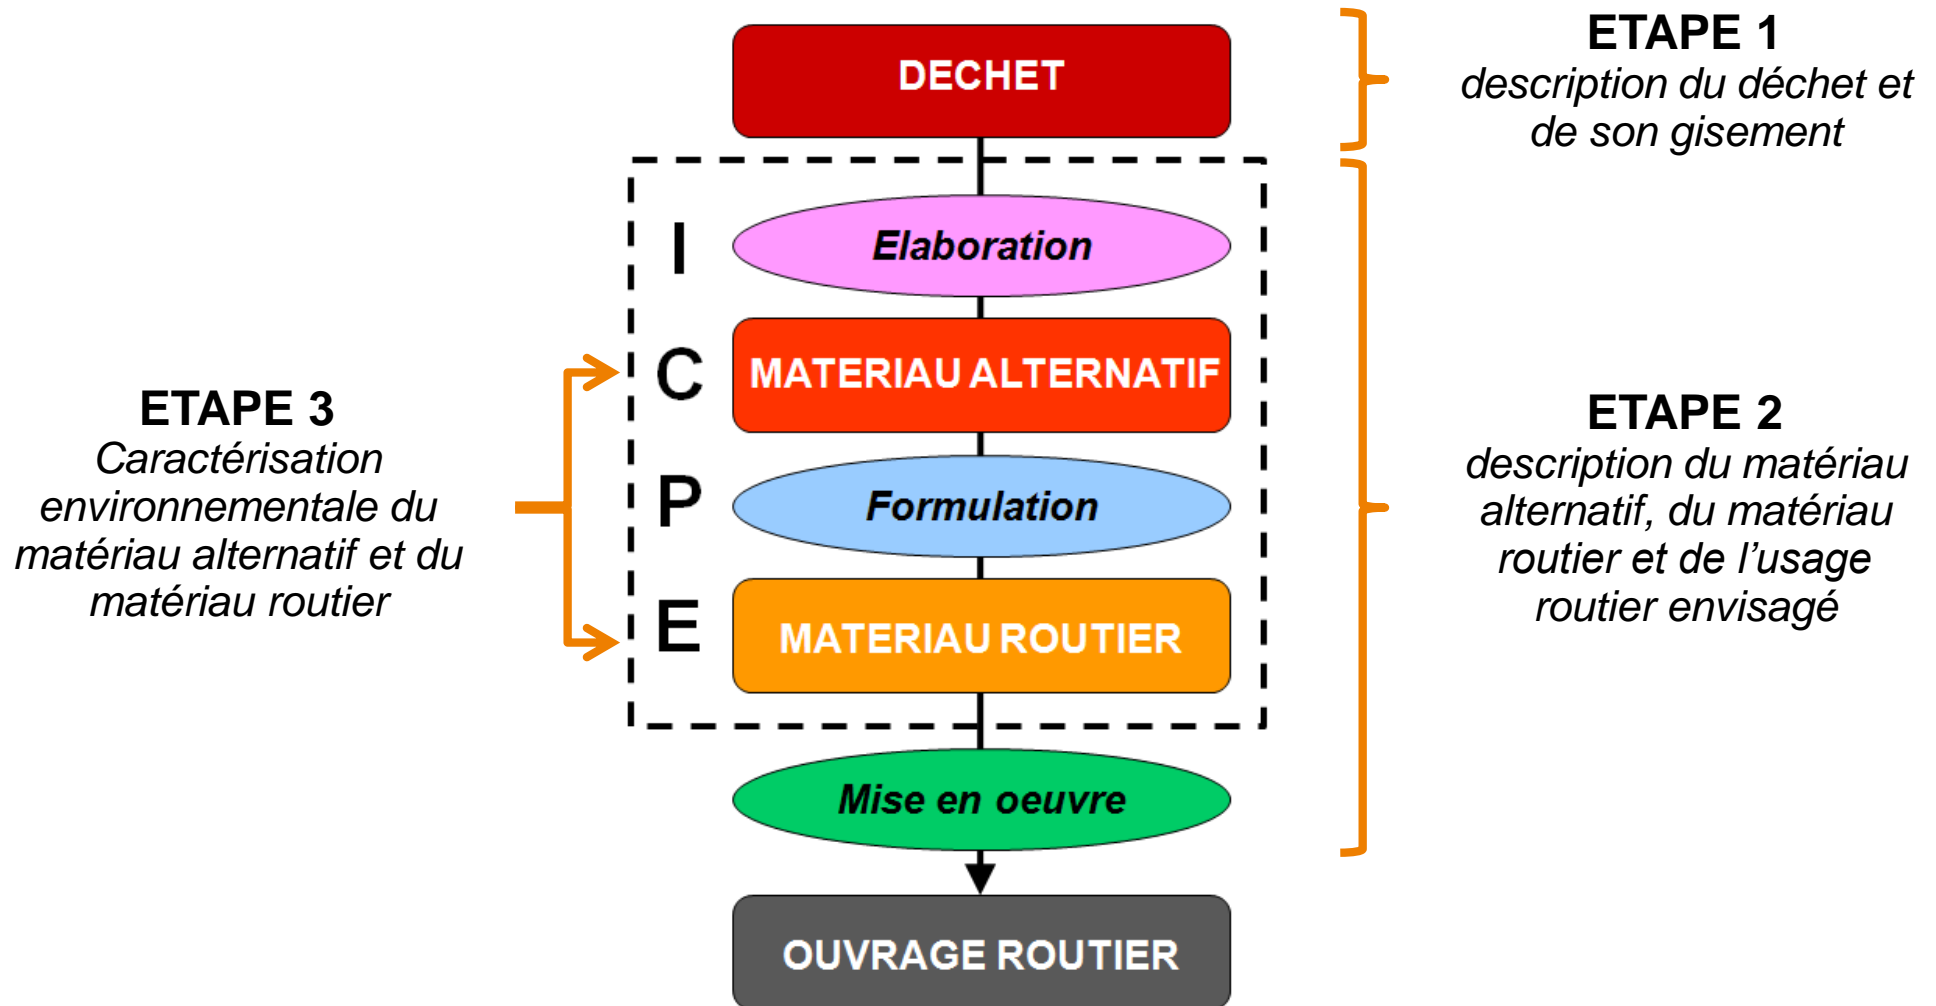 DECHET
ETAPE 1
description du déchet et
de son gisement
I
Elaboration
C
MATERIAU ALTERNATIF
ETAPE 3
Caractérisation
environnementale du
matériau alternatif et du
matériau routier
ETAPE 2
description du matériau
alternatif, du matériau
routier et de l’usage
routier envisagé
P
Formulation
E
MATERIAU ROUTIER
Mise en oeuvre
OUVRAGE ROUTIER